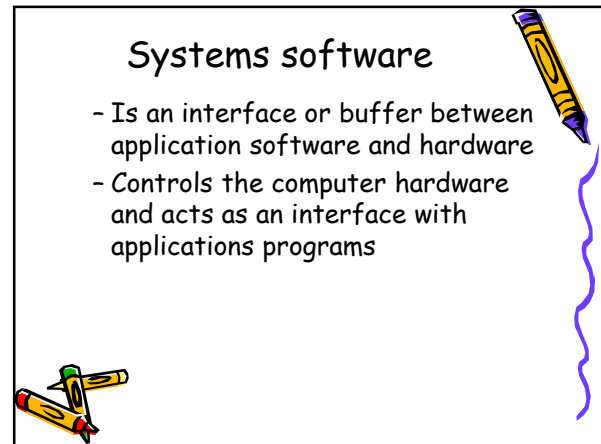 Systems software
– Is an interface or buffer between
application software and hardware
– Controls the computer hardware
and acts as an interface with
applications programs